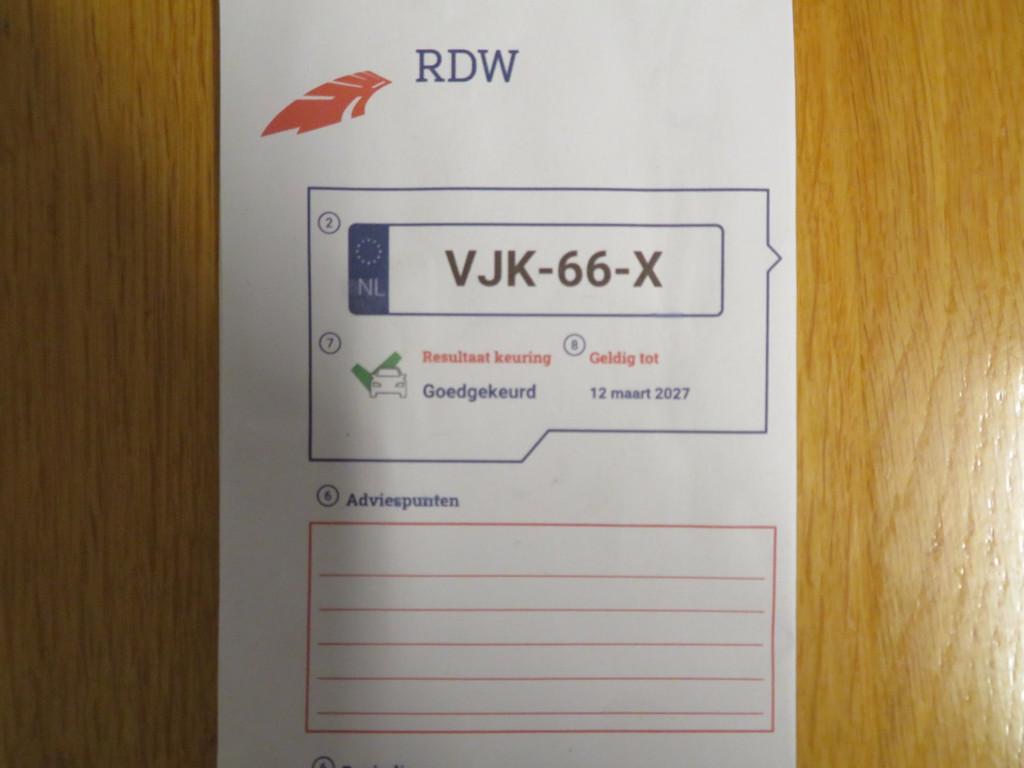 RDW
2
NL
VJK-66-X
7
Resultaat keuring
Goedgekeurd
8
Geldig tot
12 maart 2027
6 Adviespunten